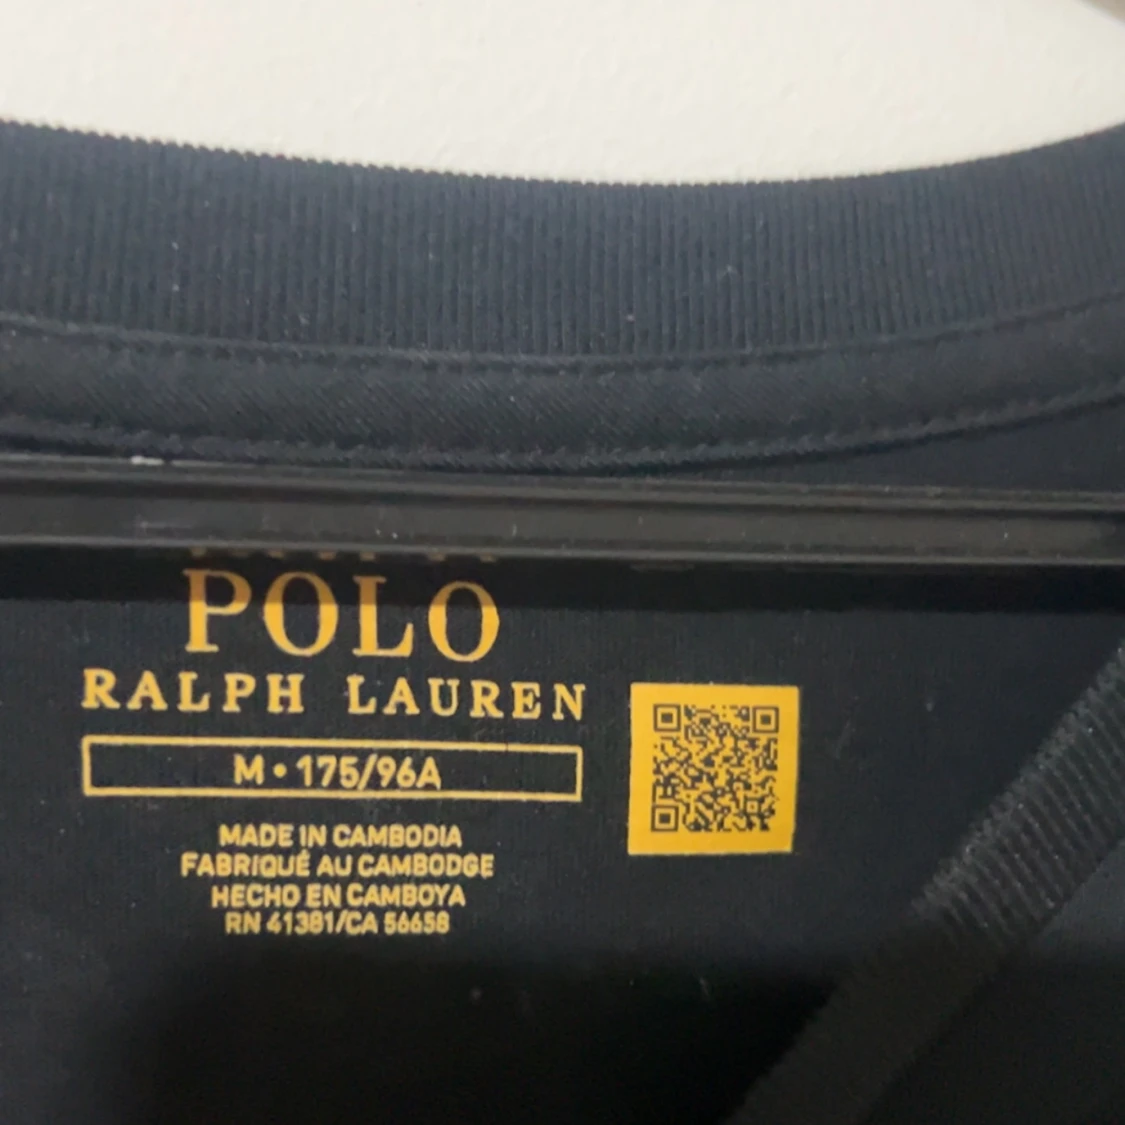 POLO
RALPH LAUREN
M • 175/96A
MADE IN CAMBODIA
FABRIQUÉ AU CAMBODGE
HECHO EN CAMBOYA
RN 41381/CA 56658